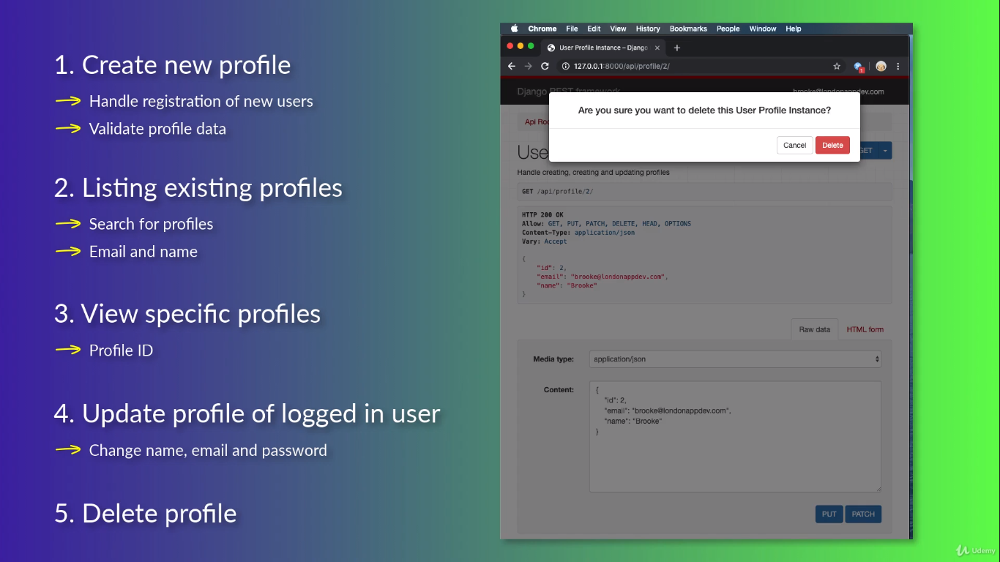 1. Create new profile
Handle registration of new users
Validate profile data
2. Listing existing profiles
Search for profiles
Email and name
3. View specific profiles
Profile ID
4. Update profile of logged in user
Change name, email and password
5. Delete profile
Chrome File Edit View History Bookmarks People Window Help
User Profile Instance – Django
127.0.0.1:8000/api/profile/2/
1
Django REST framework
brooke@londonappdev.com
Are you sure you want to delete this User Profile Instance?
Cancel Delete
Api Roo
Use
GET
Handle creating, creating and updating profiles
GET /api/profile/2/
HTTP 200 OK
Allow: GET, PUT, PATCH, DELETE, HEAD, OPTIONS
Content-Type: application/json
Vary: Accept
{
"id": 2,
"email": "brooke@londonappdev.com",
"name": "Brooke"
}
Raw data HTML form
Media type: application/json
Content:
{
"id": 2,
"email": "brooke@londonappdev.com",
"name": "Brooke"
}
PUT PATCH
Udemy